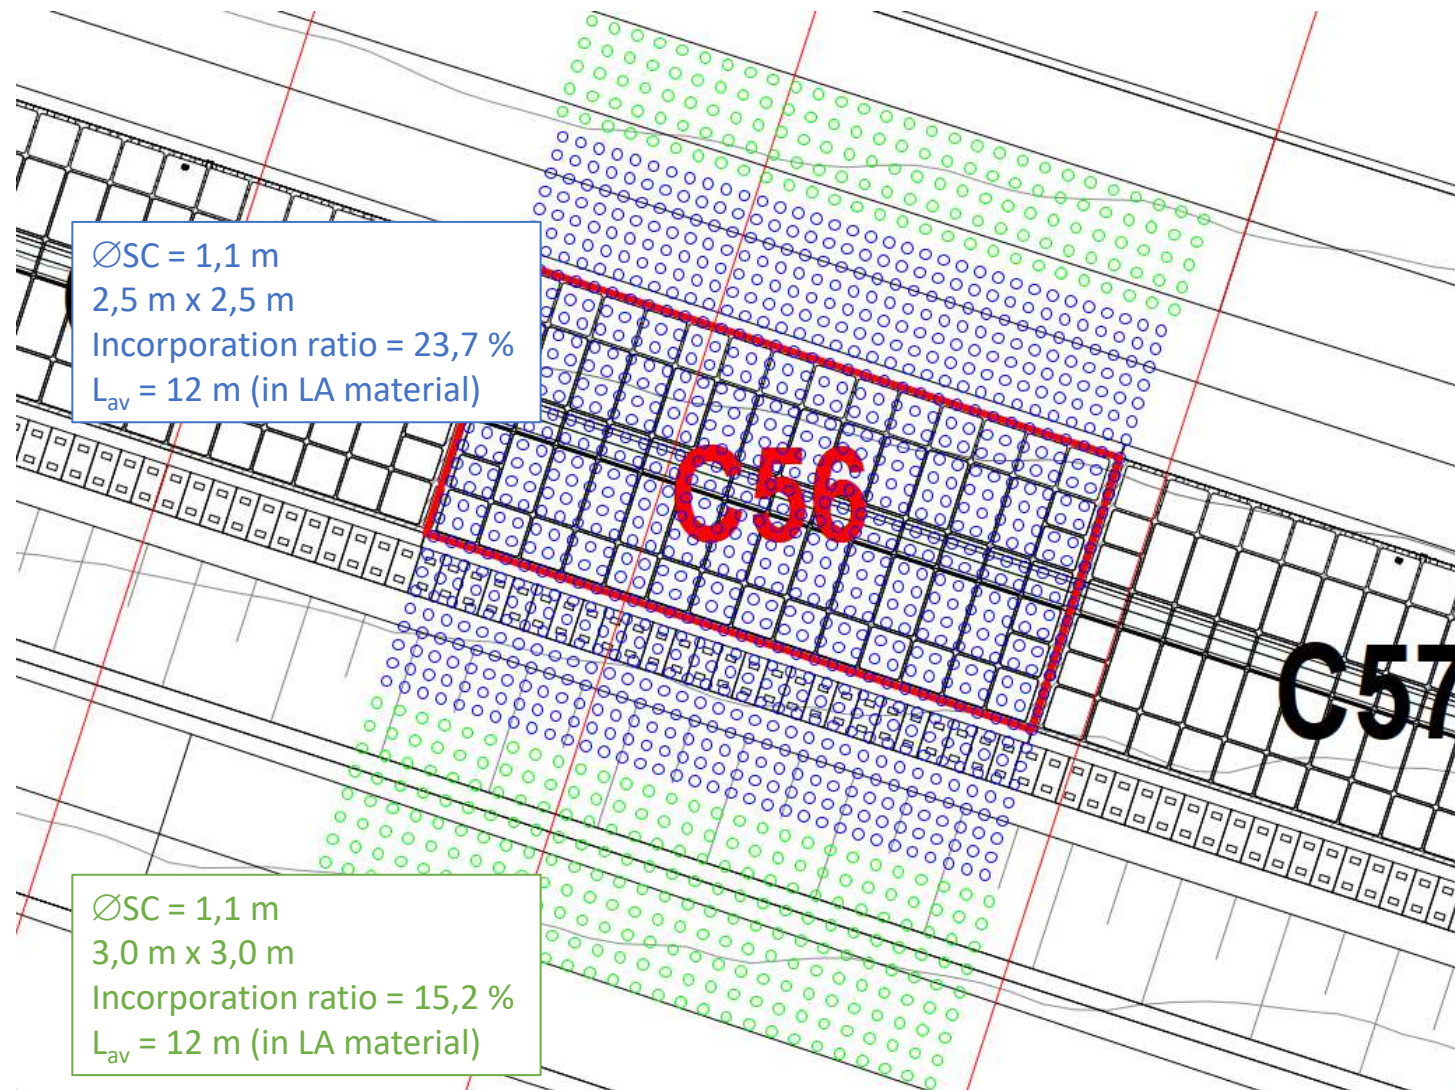 ∅SC = 1,1 m
2,5 m x 2,5 m
Incorporation ratio = 23,7 %
Lav = 12 m (in LA material)
C56
C57
∅SC = 1,1 m
3,0 m x 3,0 m
Incorporation ratio = 15,2 %
Lav = 12 m (in LA material)